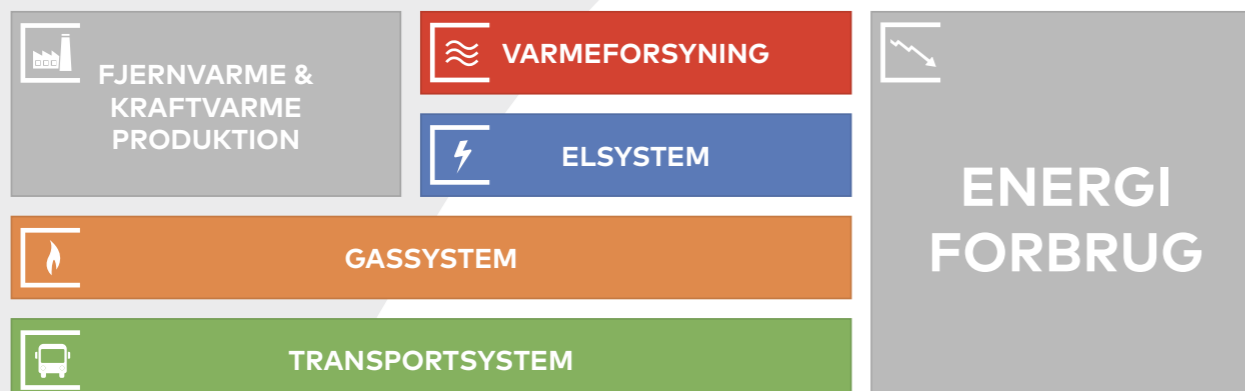 FJERNVARME &
KRAFTVARME
PRODUKTION
VARMEFORSYNING
ELSYSTEM
GASSYSTEM
TRANSPORTSYSTEM
ENERGI
FORBRUG